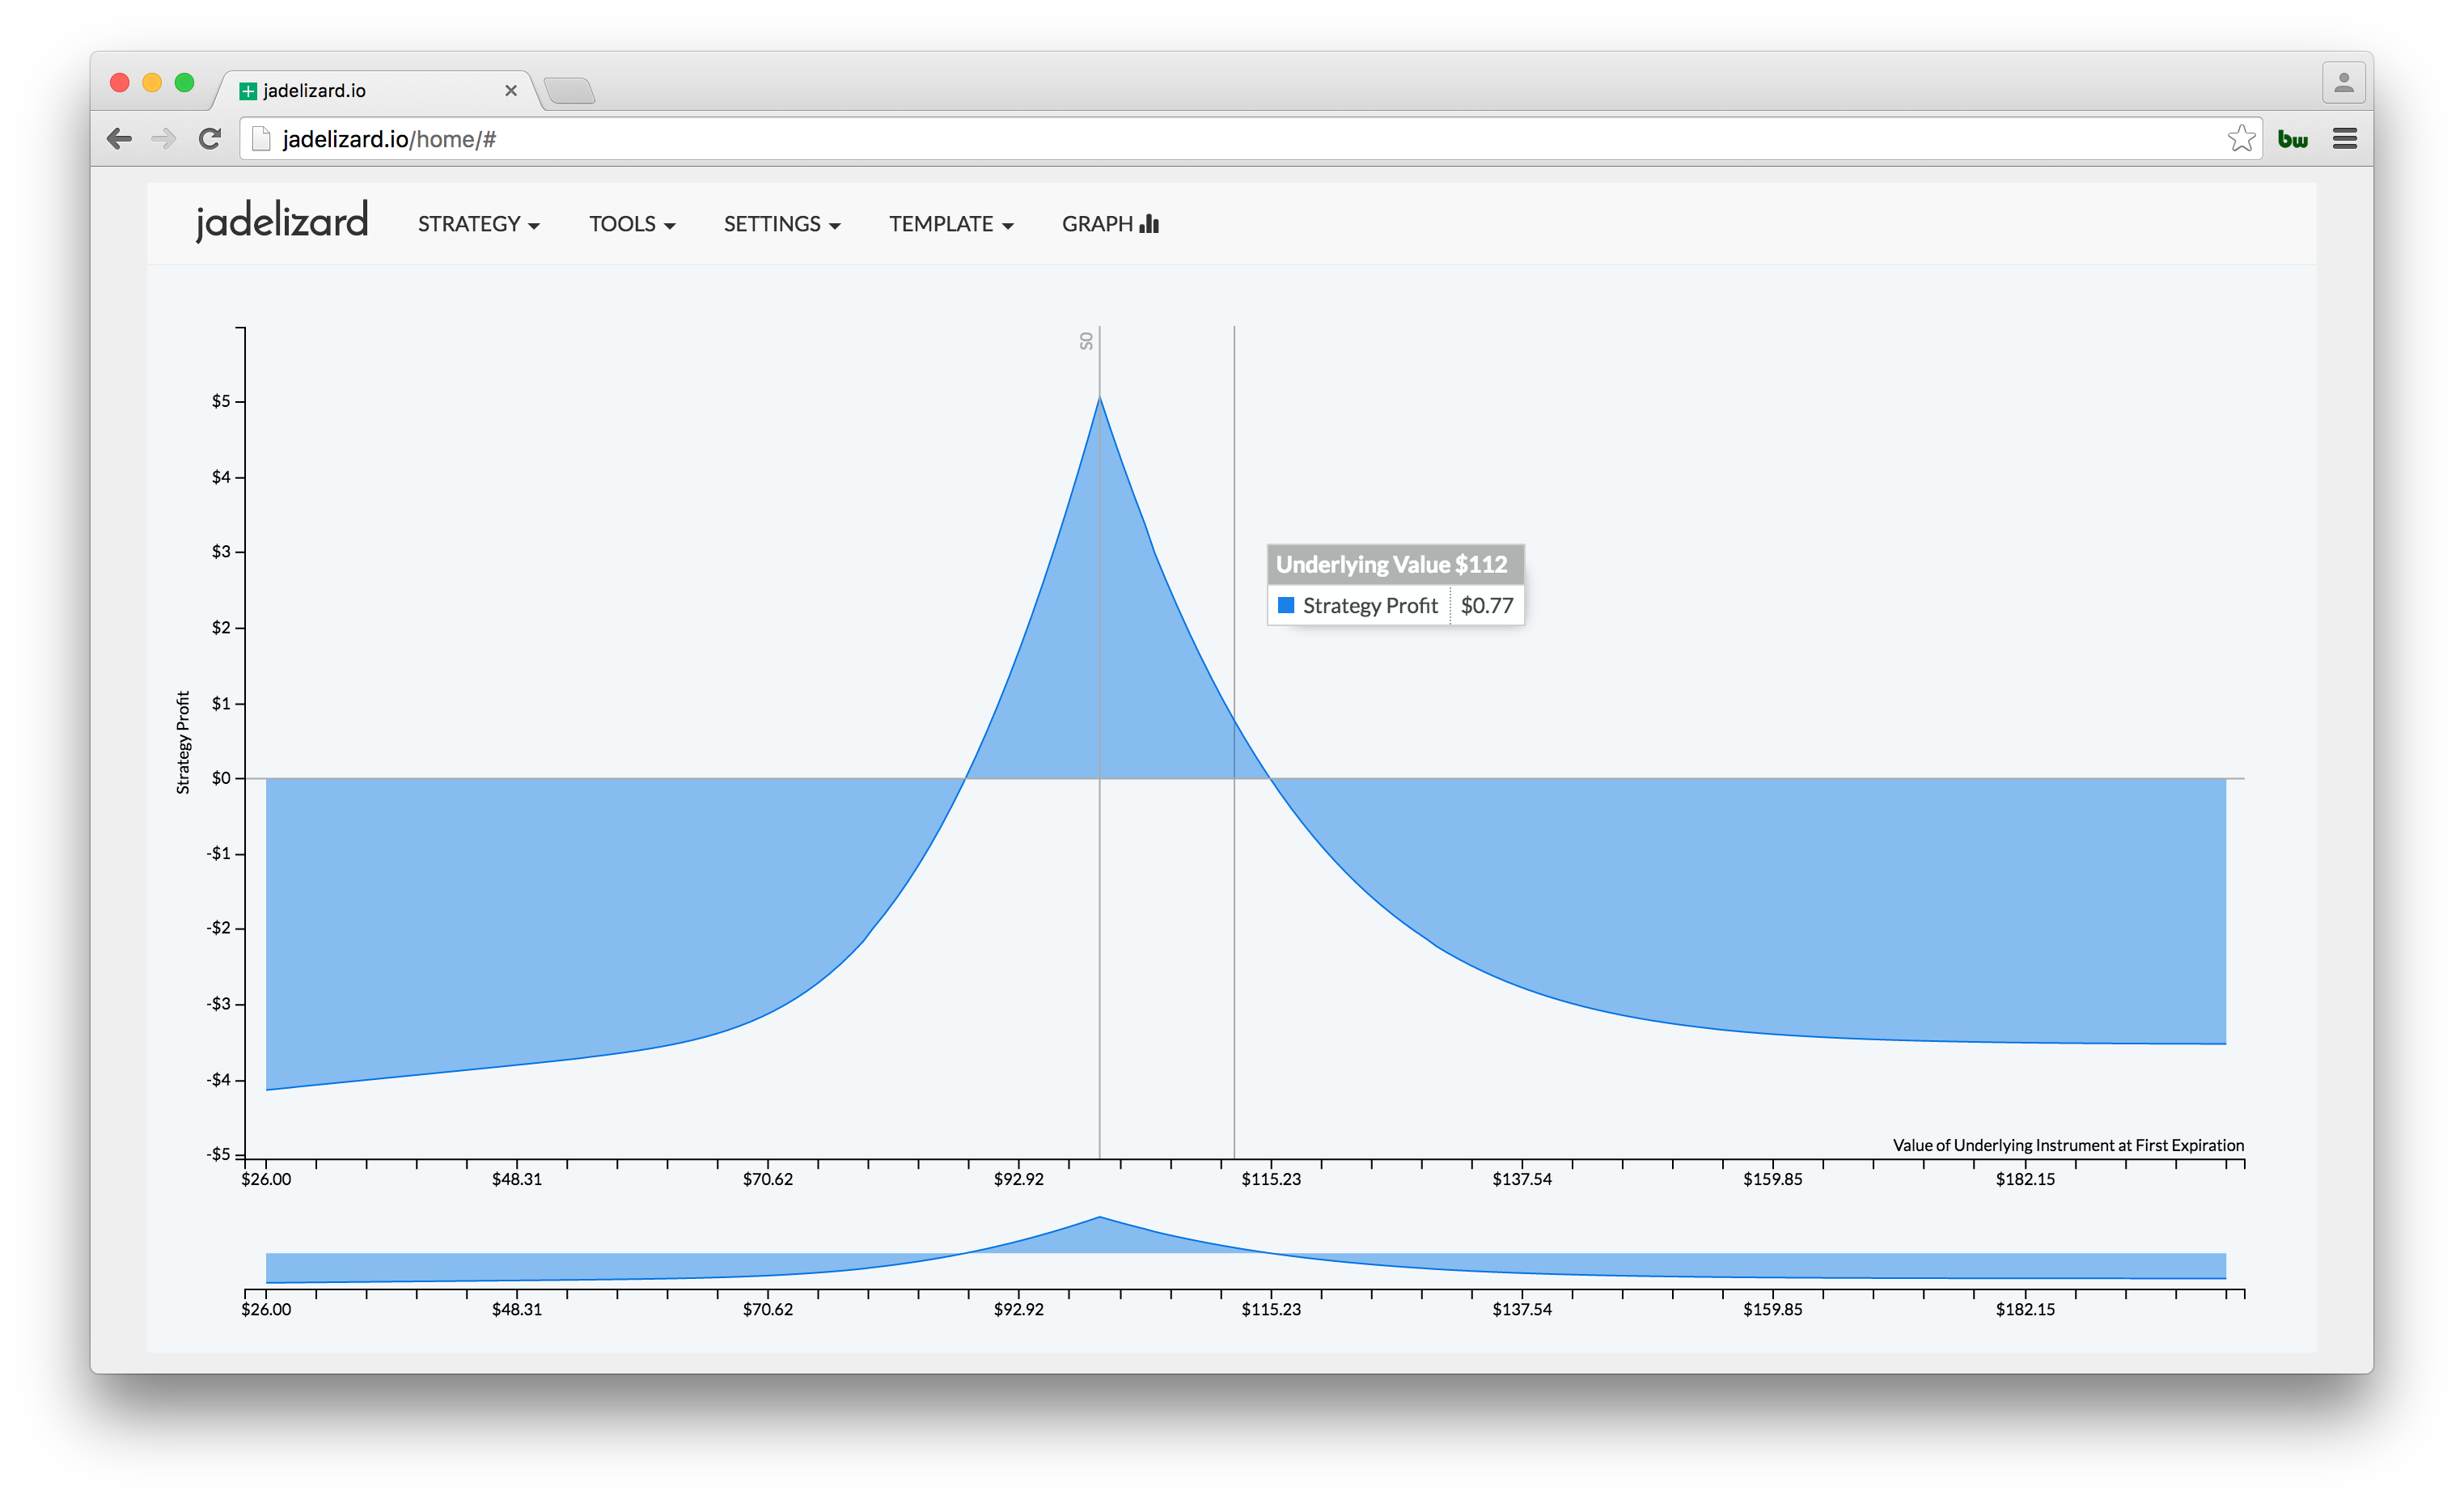 jadelizard.io
jadelizard.io/home/#
bw
jadelizard STRATEGY TOOLS SETTINGS TEMPLATE GRAPH
S0
$5
$4
$3
$2
$1
$0
-$1
-$2
-$3
-$4
-$5
Strategy Profit
Underlying Value $112
Strategy Profit $0.77
Value of Underlying Instrument at First Expiration
$26.00 $48.31 $70.62 $92.92 $115.23 $137.54 $159.85 $182.15
$26.00 $48.31 $70.62 $92.92 $115.23 $137.54 $159.85 $182.15